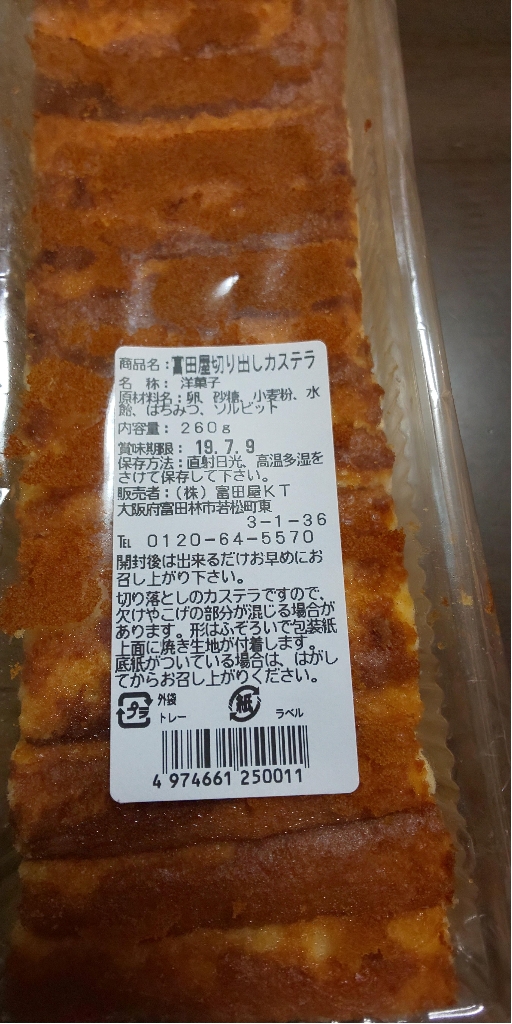 商品名：富田屋切り出しカステラ
名　称：洋菓子
原材料名：卵、砂糖、小麦粉、水
飴、はちみつ、ソルビット
内容量：２６０ｇ
賞味期限：19.7.9
保存方法：直射日光、高温多湿を
さけて保存して下さい。
販売者：（株）富田屋ＫＴ
大阪府富田林市若松町東
３－１－３６
℡ 0120-64-5570
開封後は出来るだけお早めにお
召し上がり下さい。
切り落としのカステラですので、
欠けやこげの部分が混じる場合が
あります。形はふぞろいで包装紙
上面に焼き生地が付着します。
底紙がついている場合は、はがし
てからお召し上がりください。
プラ 外袋 紙
トレー ラベル
4 974661 250011